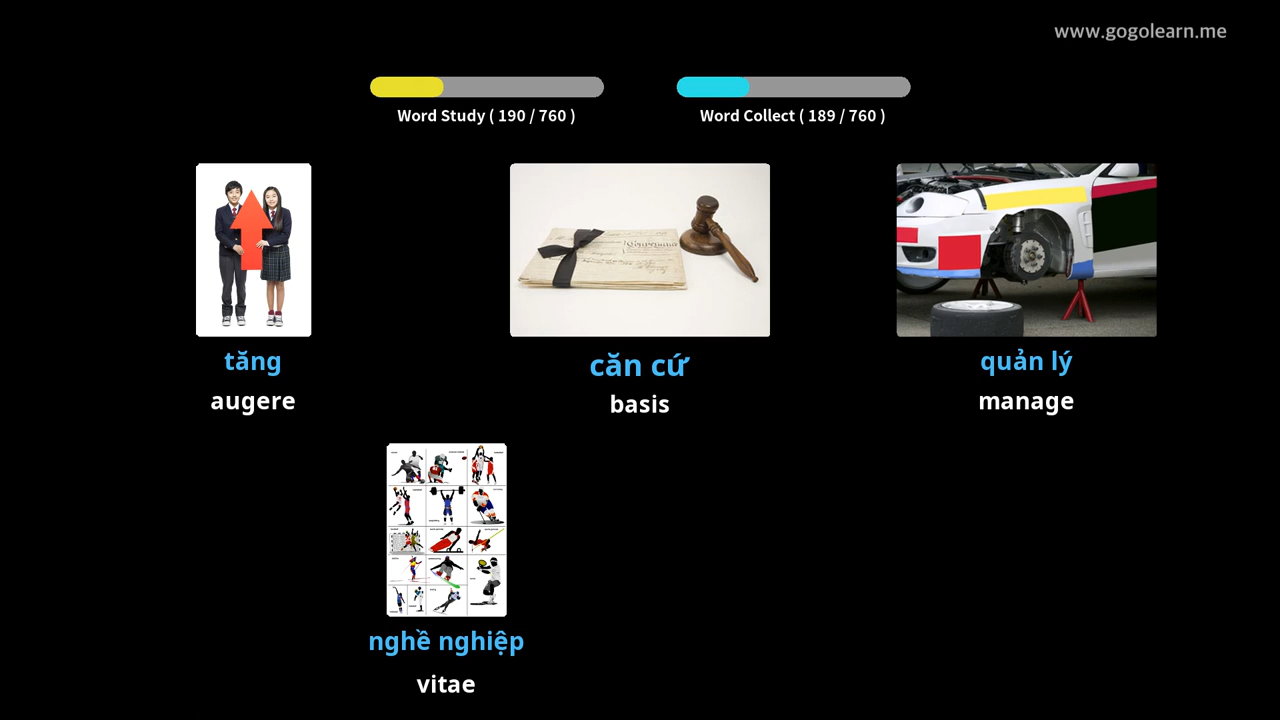 www.gogolearn.me
Word Study ( 190 / 760 )
Word Collect ( 189 / 760 )
tăng
căn cứ
quản lý
augere
basis
manage
nghề nghiệp
vitae